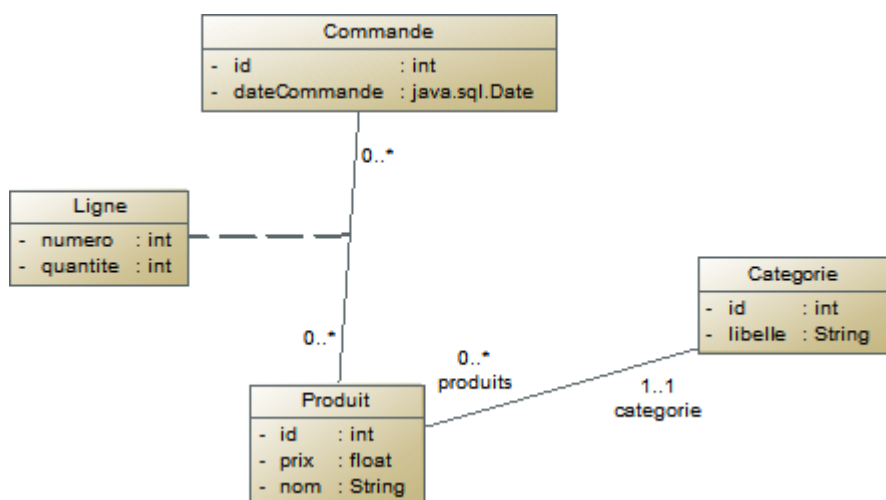 Commande
- id : int
- dateCommande : java.sql.Date
0..*
Ligne
- numero : int
- quantite : int
Categorie
- id : int
- libelle : String
0..*
0..*
produits
1..1
categorie
Produit
- id : int
- prix : float
- nom : String